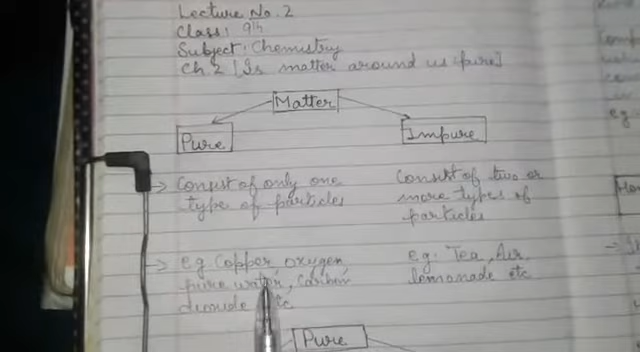 Lecture No. 2
Class: 9th
Subject: Chemistry
Ch. 2 [Is matter around us pure]
Matter
Pure
Impure
Consist of only one
type of particles
Consist of two or
more types of
particles
eg. Copper oxygen
pure water, Carbon
dioxide
eg: Tea, Air,
lemonade etc
Pure